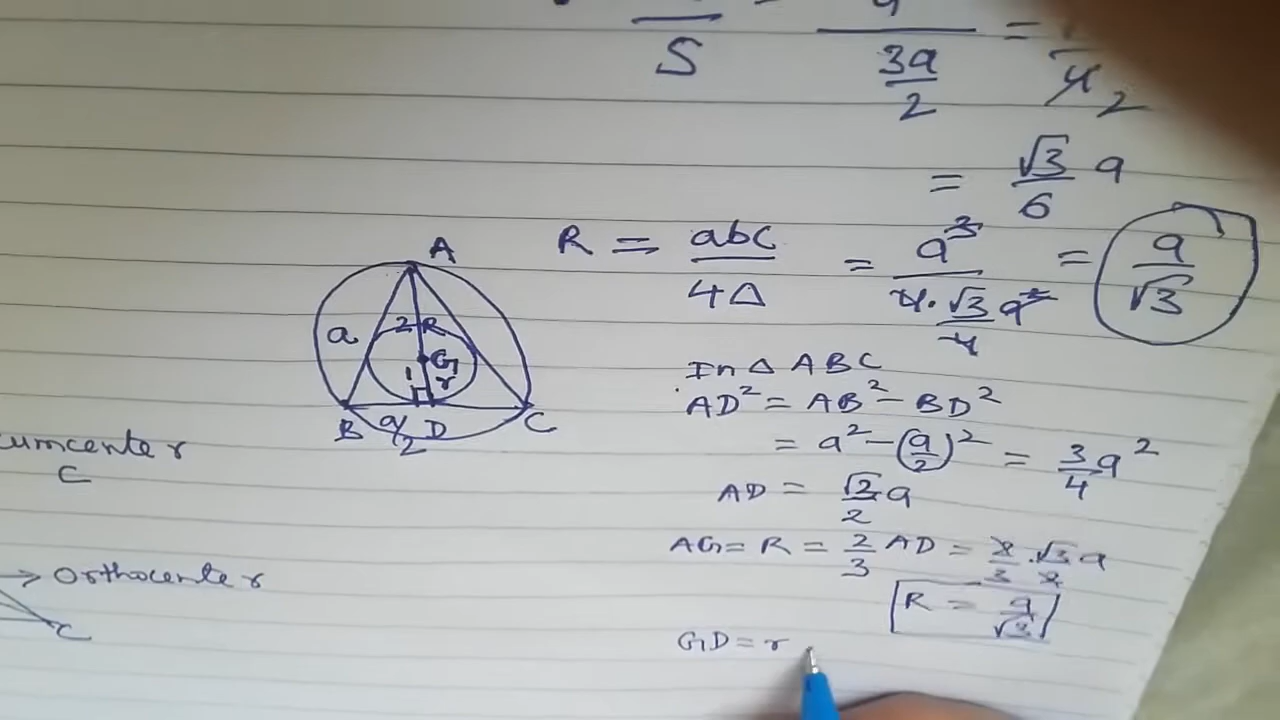 S = 3a/2 =
= √3/6 a
R = abc/4Δ = a³/(4·√3/4 a²) = a/√3
In Δ ABC
AD² = AB² - BD²
= a² - (a/2)² = 3/4 a²
AD = √3/2 a
AG = R = 2/3 AD = 2/3 · √3/2 a
R = a/√3
GD = r
A
a 2 R
G
1 r
B a/2 D C
C
→ Orthocenter
C